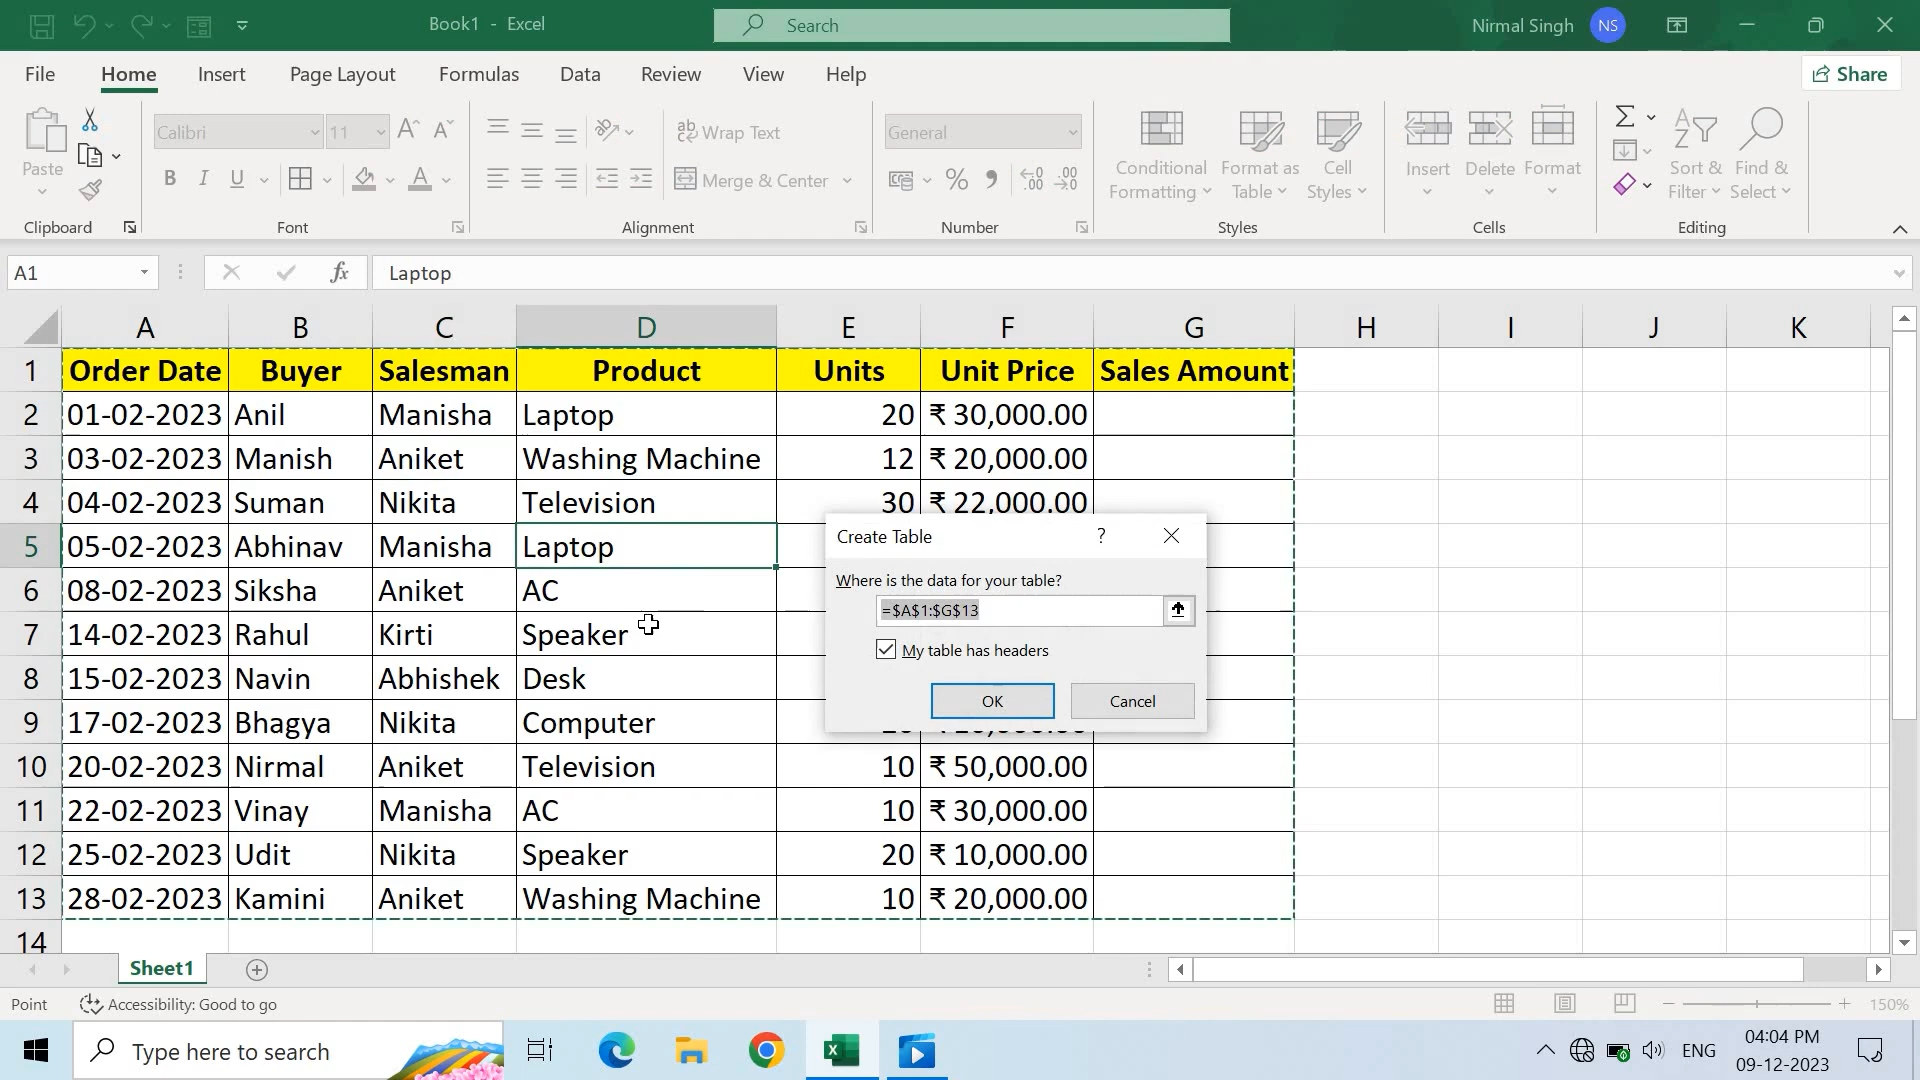 Book1 - Excel
Search
Nirmal Singh
NS
File Home Insert Page Layout Formulas Data Review View Help
Share
Paste
Calibri 11
B I U
Wrap Text
Merge & Center
General
Conditional Formatting
Format as Table
Cell Styles
Insert Delete Format
Sort & Filter
Find & Select
Clipboard Font Alignment Number Styles Cells Editing
A1 fx Laptop
A B C D E F G H I J K
1 Order Date Buyer Salesman Product Units Unit Price Sales Amount
2 01-02-2023 Anil Manisha Laptop 20 ₹ 30,000.00
3 03-02-2023 Manish Aniket Washing Machine 12 ₹ 20,000.00
4 04-02-2023 Suman Nikita Television 30 ₹ 22,000.00
5 05-02-2023 Abhinav Manisha Laptop
6 08-02-2023 Siksha Aniket AC
7 14-02-2023 Rahul Kirti Speaker
8 15-02-2023 Navin Abhishek Desk
9 17-02-2023 Bhagya Nikita Computer
10 20-02-2023 Nirmal Aniket Television 10 ₹ 50,000.00
11 22-02-2023 Vinay Manisha AC 10 ₹ 30,000.00
12 25-02-2023 Udit Nikita Speaker 20 ₹ 10,000.00
13 28-02-2023 Kamini Aniket Washing Machine 10 ₹ 20,000.00
14
Create Table ?
Where is the data for your table?
=$A$1:$G$13
My table has headers
OK Cancel
Sheet1
Point Accessibility: Good to go
150%
Type here to search
ENG
04:04 PM
09-12-2023